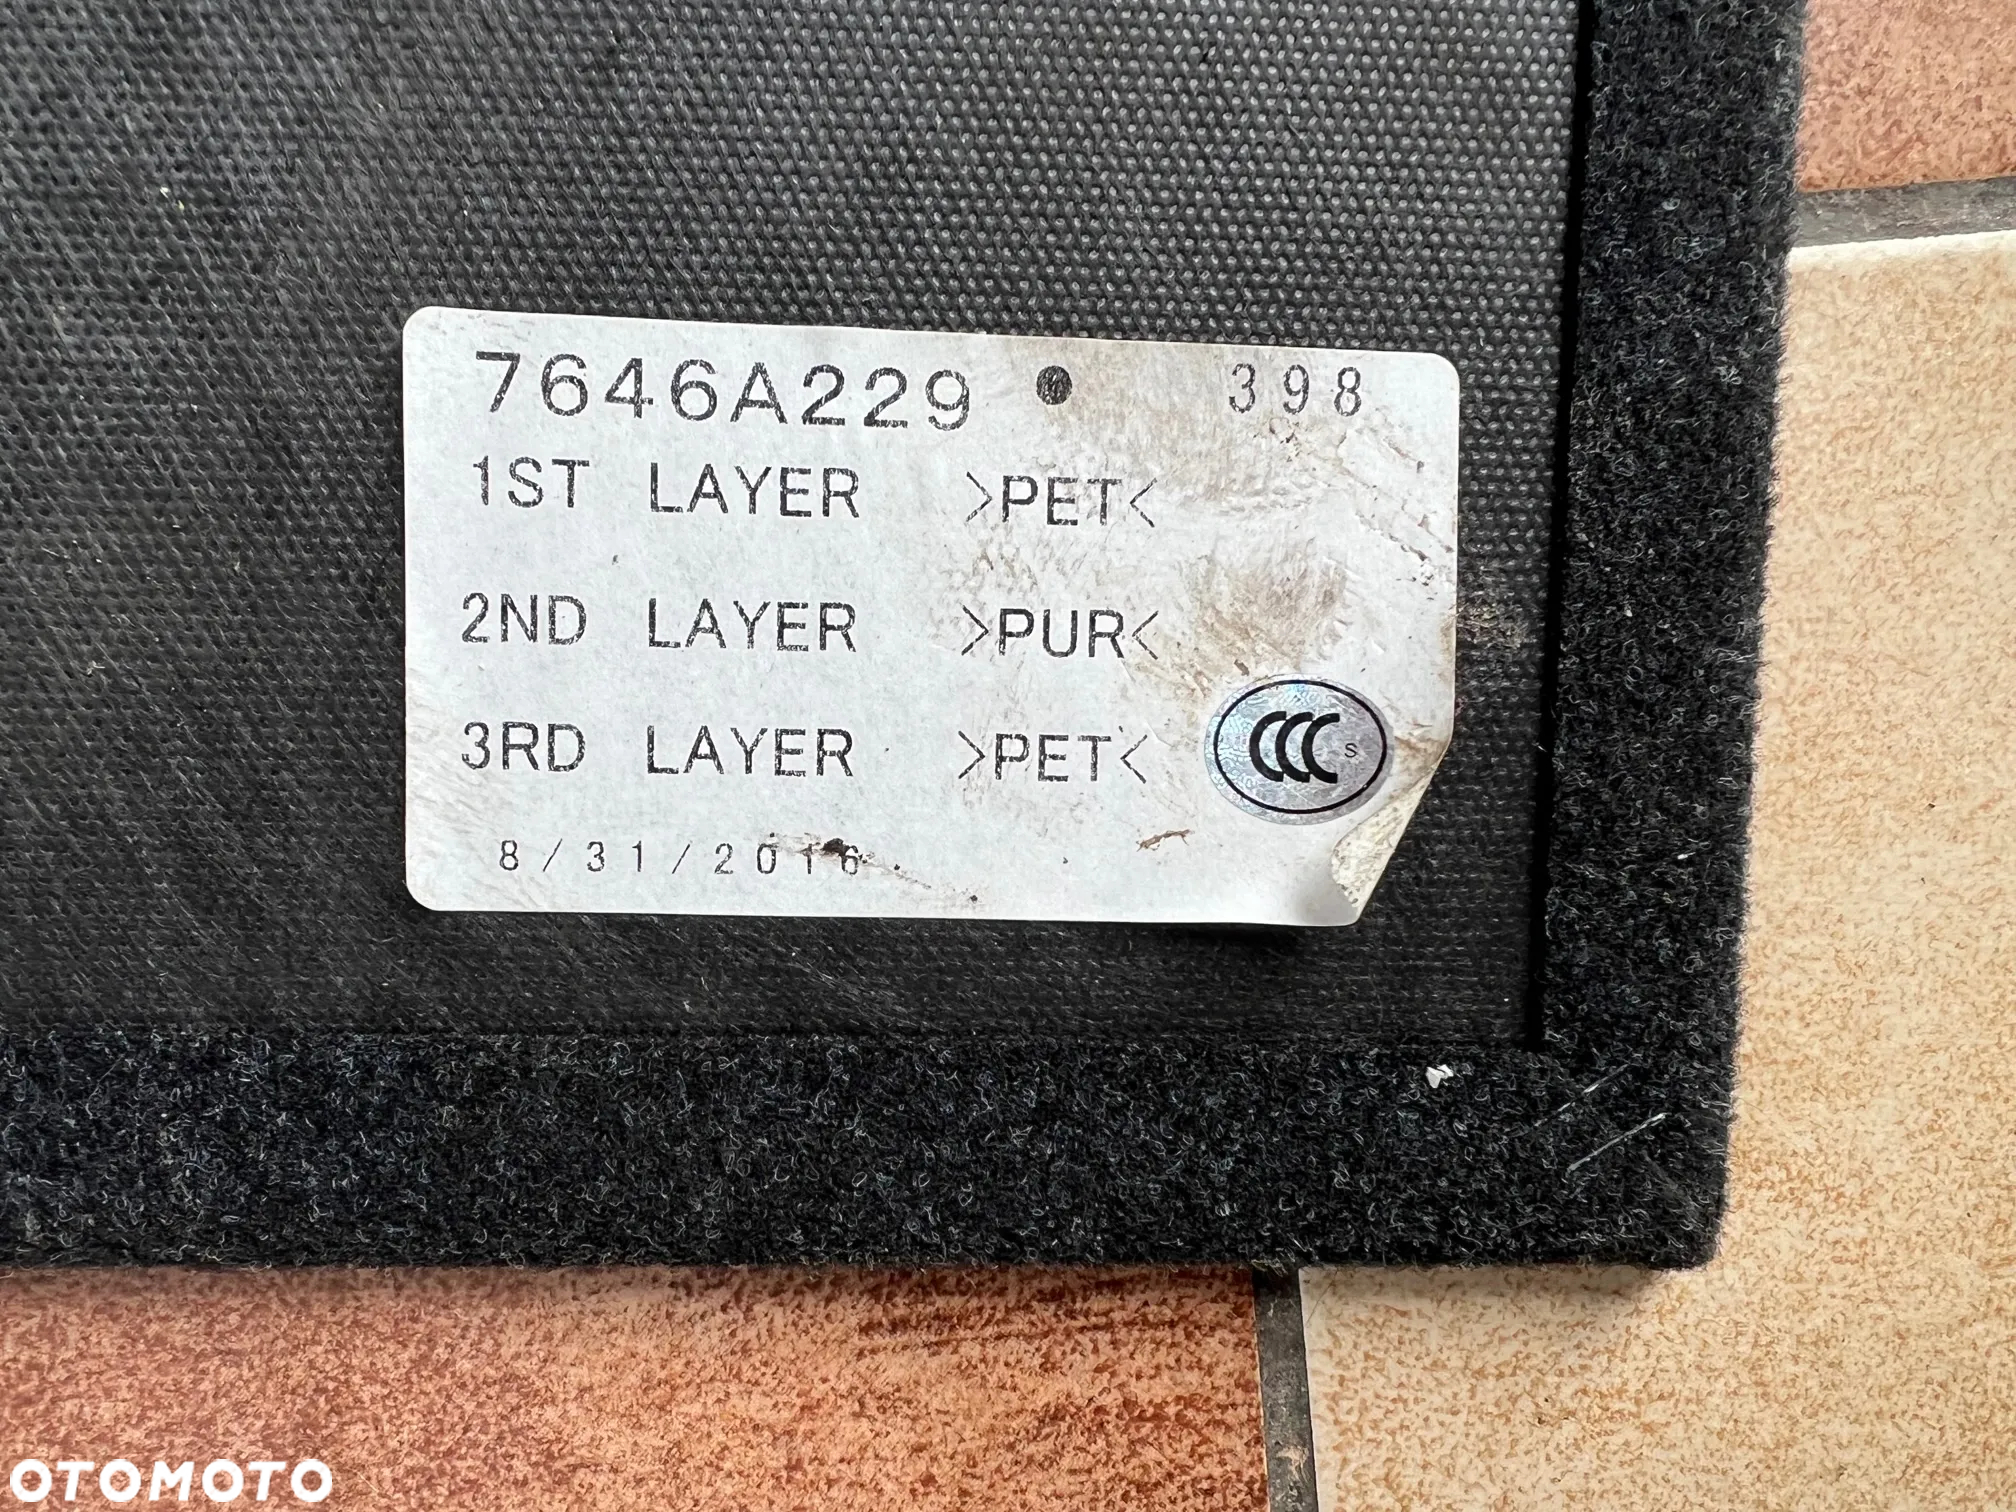 7646A229 ● 398
1ST LAYER >PET<
2ND LAYER >PUR<
3RD LAYER >PET<
CCC S
8/31/2016
OTOMOTO